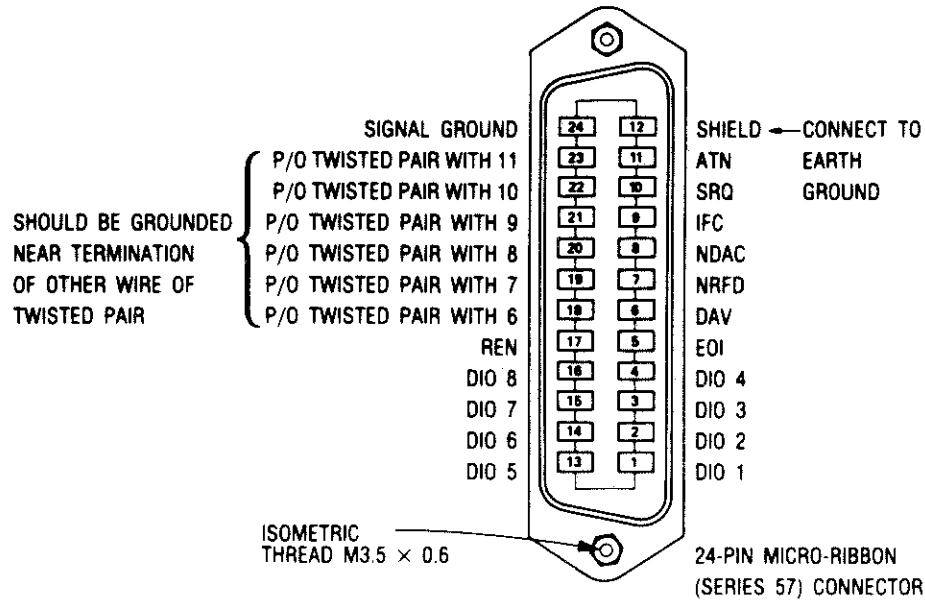 SIGNAL GROUND 24 12 SHIELD ← CONNECT TO
P/O TWISTED PAIR WITH 11 23 11 ATN EARTH
P/O TWISTED PAIR WITH 10 22 10 SRQ GROUND
SHOULD BE GROUNDED P/O TWISTED PAIR WITH 9 21 9 IFC
NEAR TERMINATION P/O TWISTED PAIR WITH 8 20 8 NDAC
OF OTHER WIRE OF P/O TWISTED PAIR WITH 7 19 7 NRFD
TWISTED PAIR P/O TWISTED PAIR WITH 6 18 6 DAV
REN 17 5 EOI
DIO 8 16 4 DIO 4
DIO 7 15 3 DIO 3
DIO 6 14 2 DIO 2
DIO 5 13 1 DIO 1
ISOMETRIC
THREAD M3.5 × 0.6
24-PIN MICRO-RIBBON
(SERIES 57) CONNECTOR